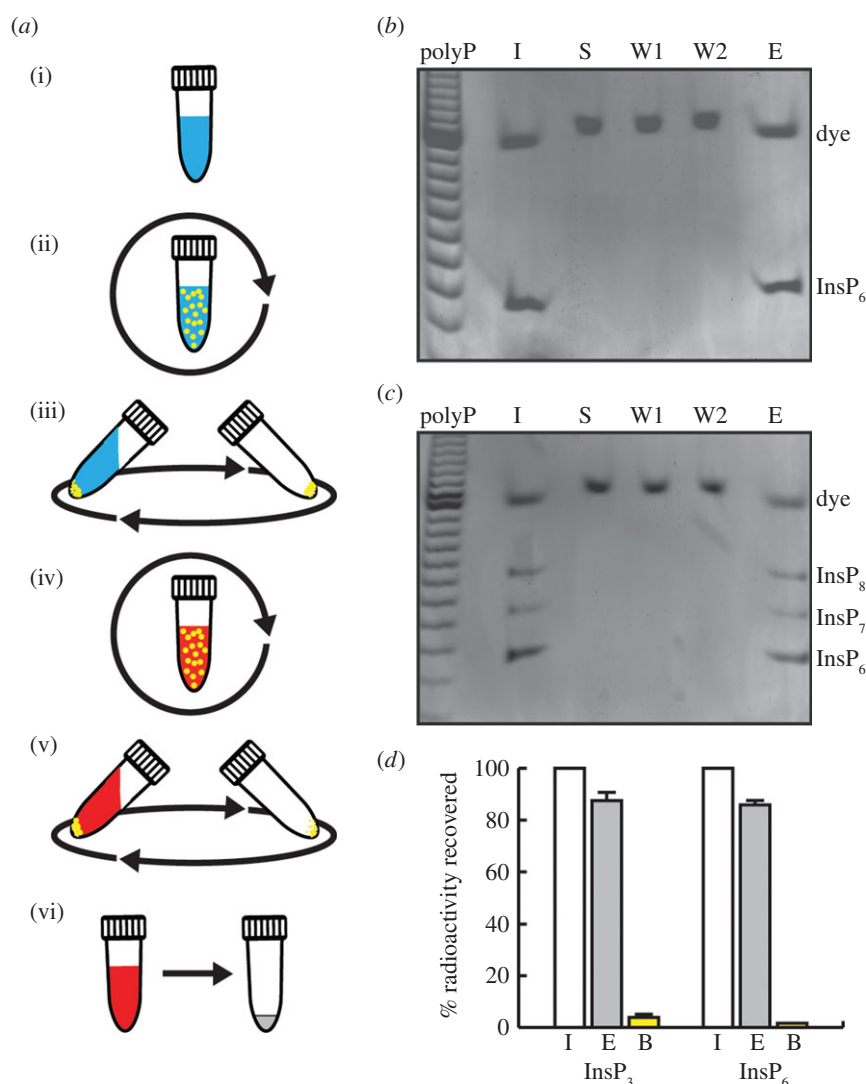 (a)
(i)
(ii)
(iii)
(iv)
(v)
(vi)
(b)
polyP I S W1 W2 E
dye
InsP₆
(c)
polyP I S W1 W2 E
dye
InsP₈
InsP₇
InsP₆
(d)
% radioactivity recovered
100
80
60
40
20
0
I E B I E B
InsP₃ InsP₆